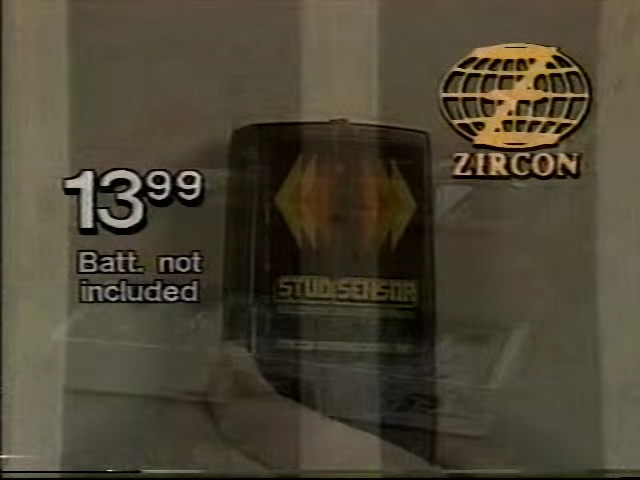 13⁹⁹
Batt. not
included
ZIRCON
STUD SENSOR